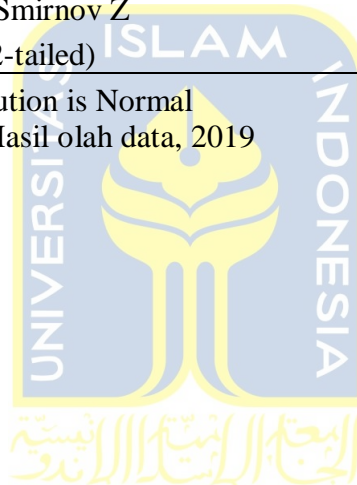 Smirnov Z
2-tailed)
ution is Normal
Hasil olah data, 2019
UNIVERSITAS ISLAM INDONESIA